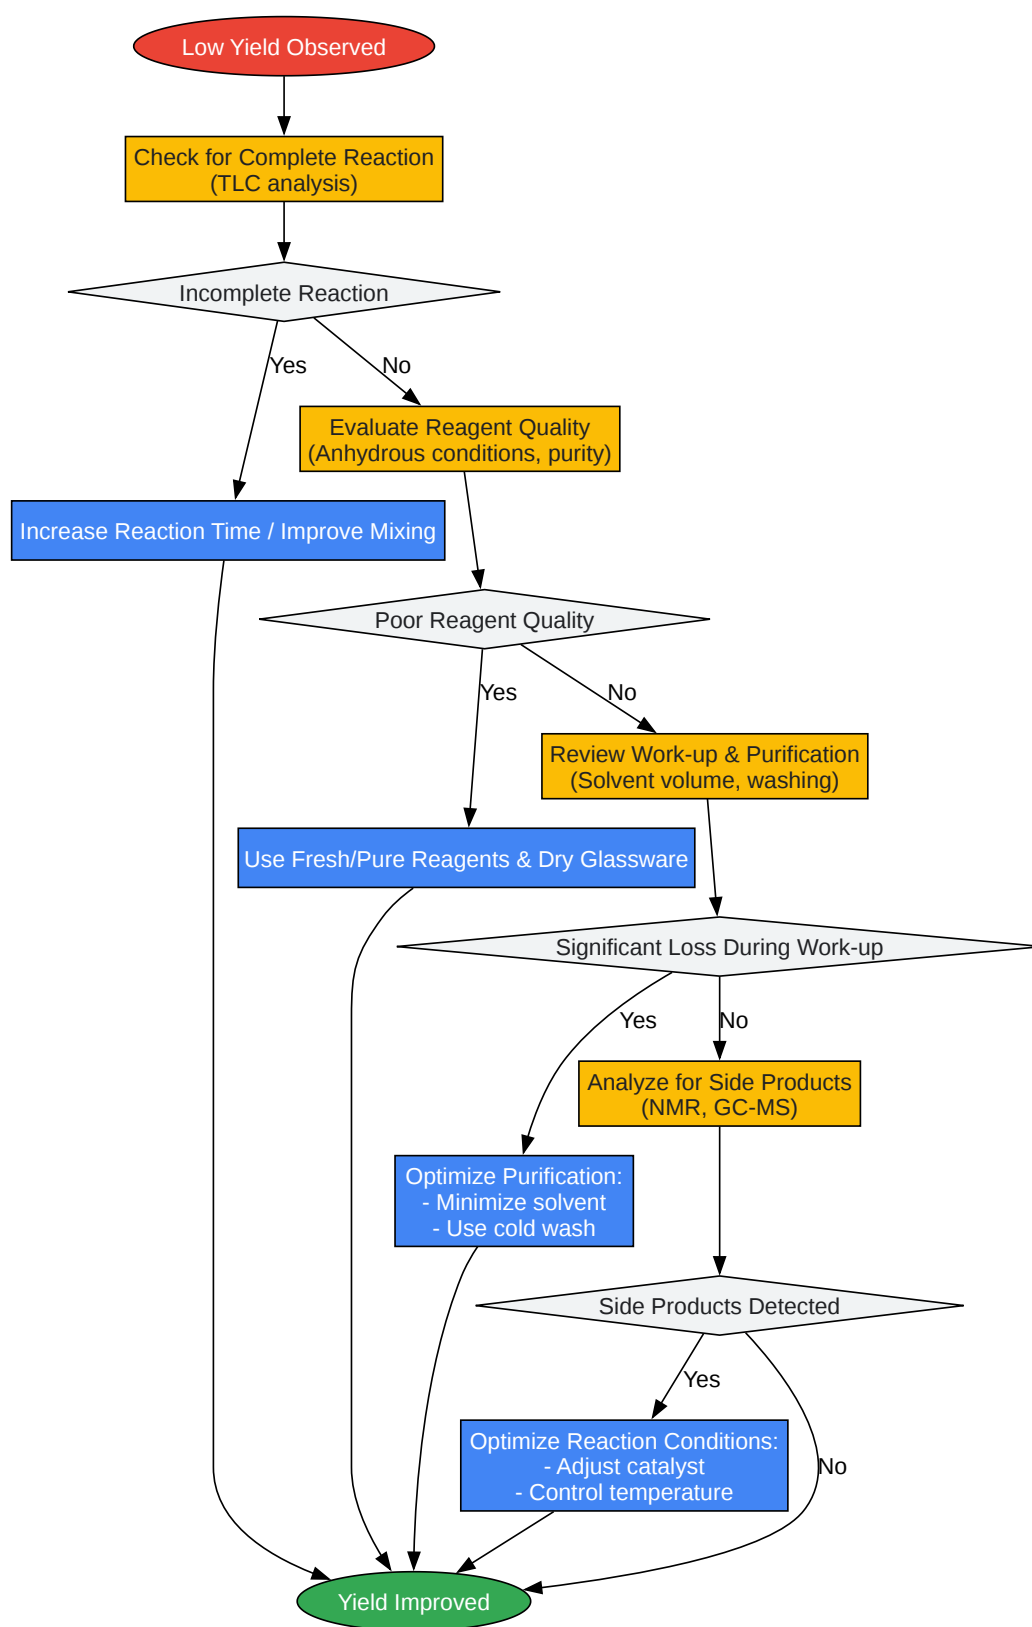 Low Yield Observed
Check for Complete Reaction
(TLC analysis)
Incomplete Reaction
Yes
No
Evaluate Reagent Quality
(Anhydrous conditions, purity)
Increase Reaction Time / Improve Mixing
Poor Reagent Quality
Yes
No
Review Work-up & Purification
(Solvent volume, washing)
Use Fresh/Pure Reagents & Dry Glassware
Significant Loss During Work-up
Yes
No
Analyze for Side Products
(NMR, GC-MS)
Optimize Purification:
- Minimize solvent
- Use cold wash
Side Products Detected
Yes
No
Optimize Reaction Conditions:
- Adjust catalyst
- Control temperature
Yield Improved